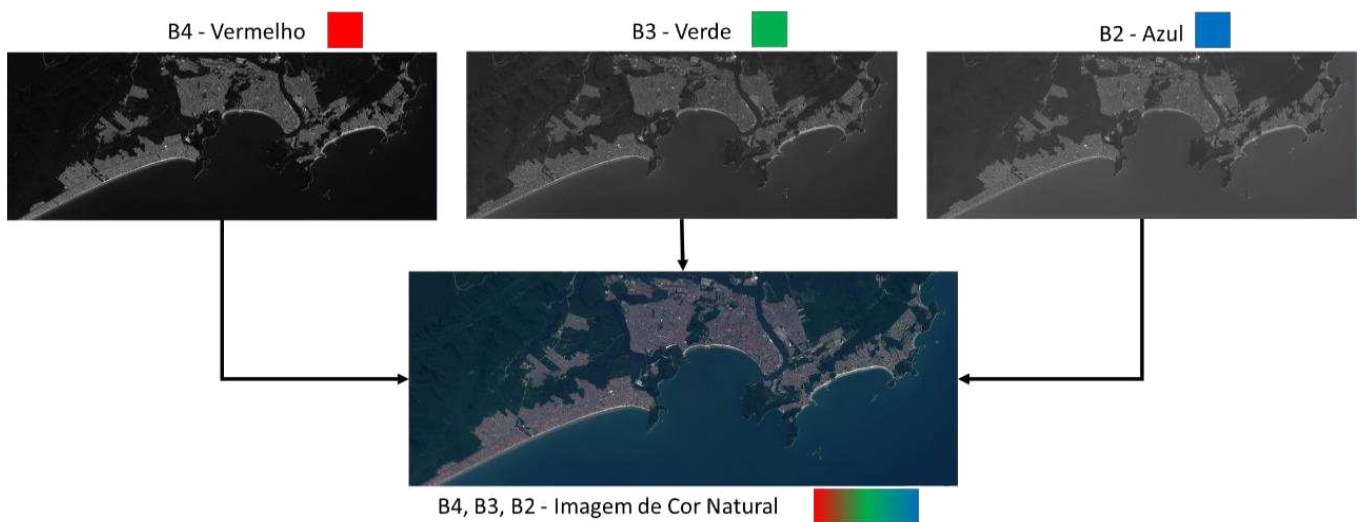 B4 - Vermelho
B3 - Verde
B2 - Azul
B4, B3, B2 - Imagem de Cor Natural